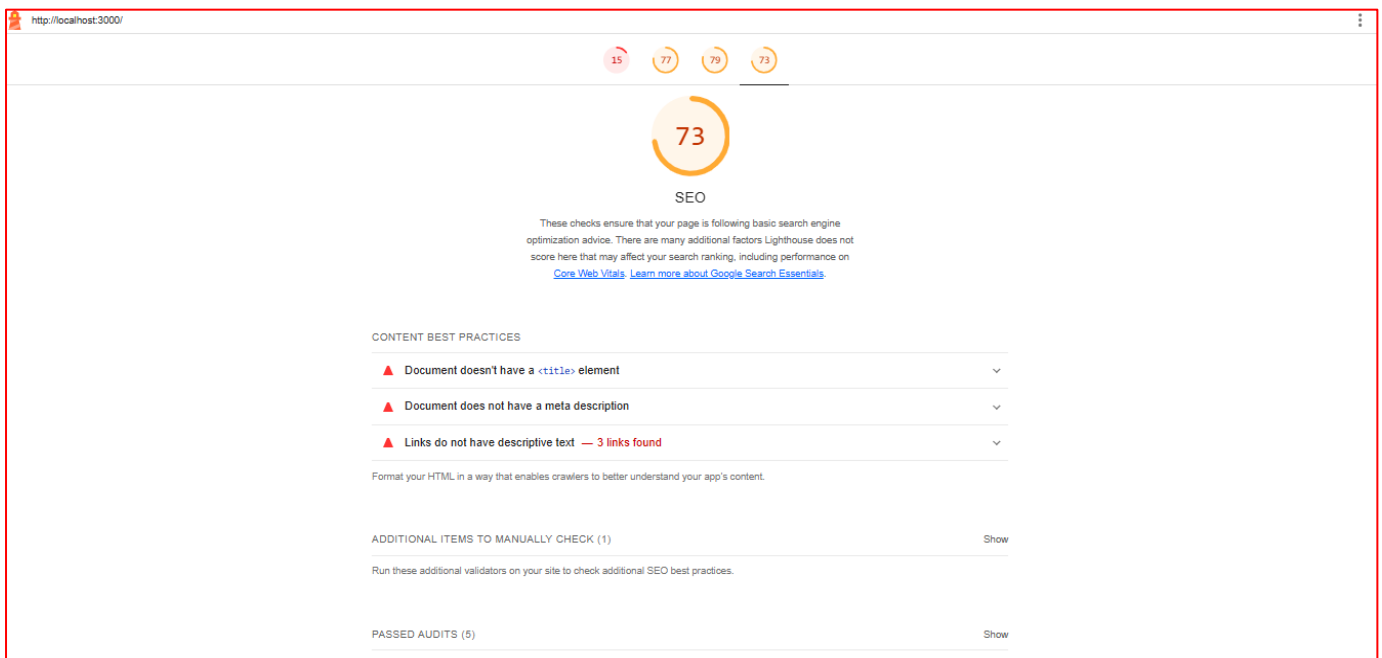 http://localhost:3000/
15 77 79 73
73
SEO
These checks ensure that your page is following basic search engine
optimization advice. There are many additional factors Lighthouse does not
score here that may affect your search ranking, including performance on
Core Web Vitals. Learn more about Google Search Essentials.
CONTENT BEST PRACTICES
Document doesn't have a <title> element
Document does not have a meta description
Links do not have descriptive text — 3 links found
Format your HTML in a way that enables crawlers to better understand your app's content.
ADDITIONAL ITEMS TO MANUALLY CHECK (1) Show
Run these additional validators on your site to check additional SEO best practices.
PASSED AUDITS (5) Show